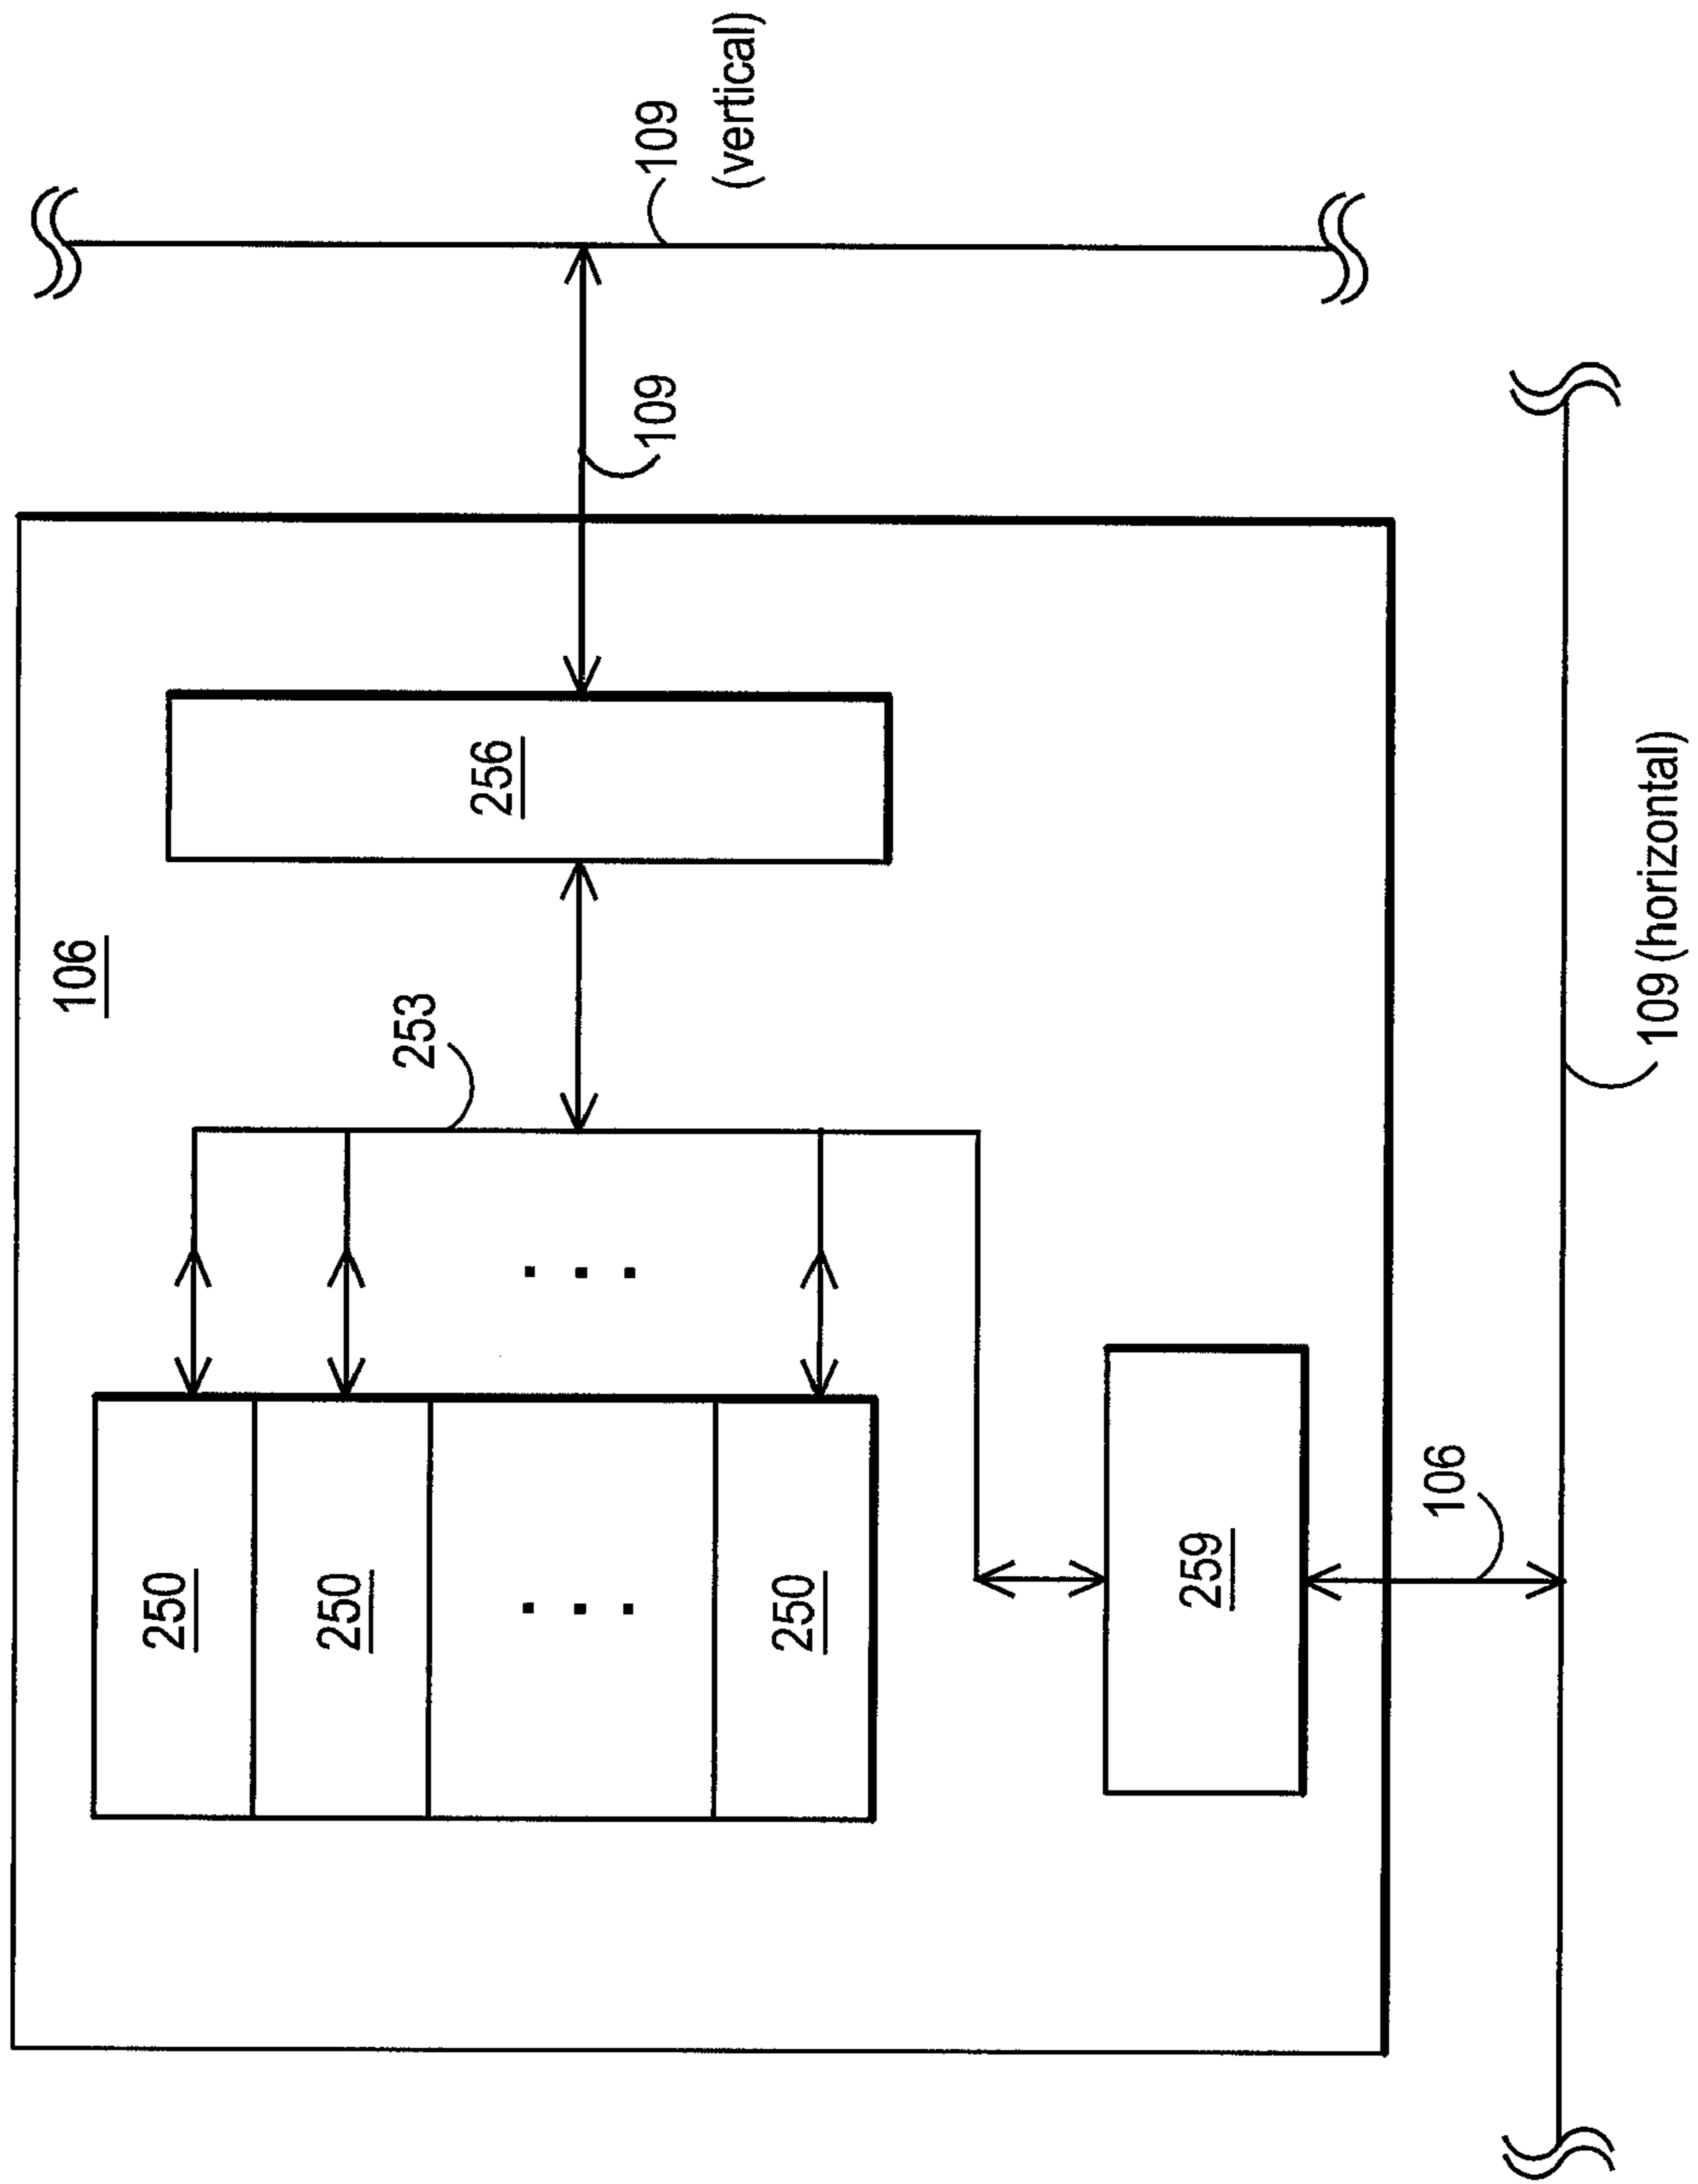 106
250
250
253
256
. . .
. . .
109
109
(vertical)
250
259
106
109 (horizontal)